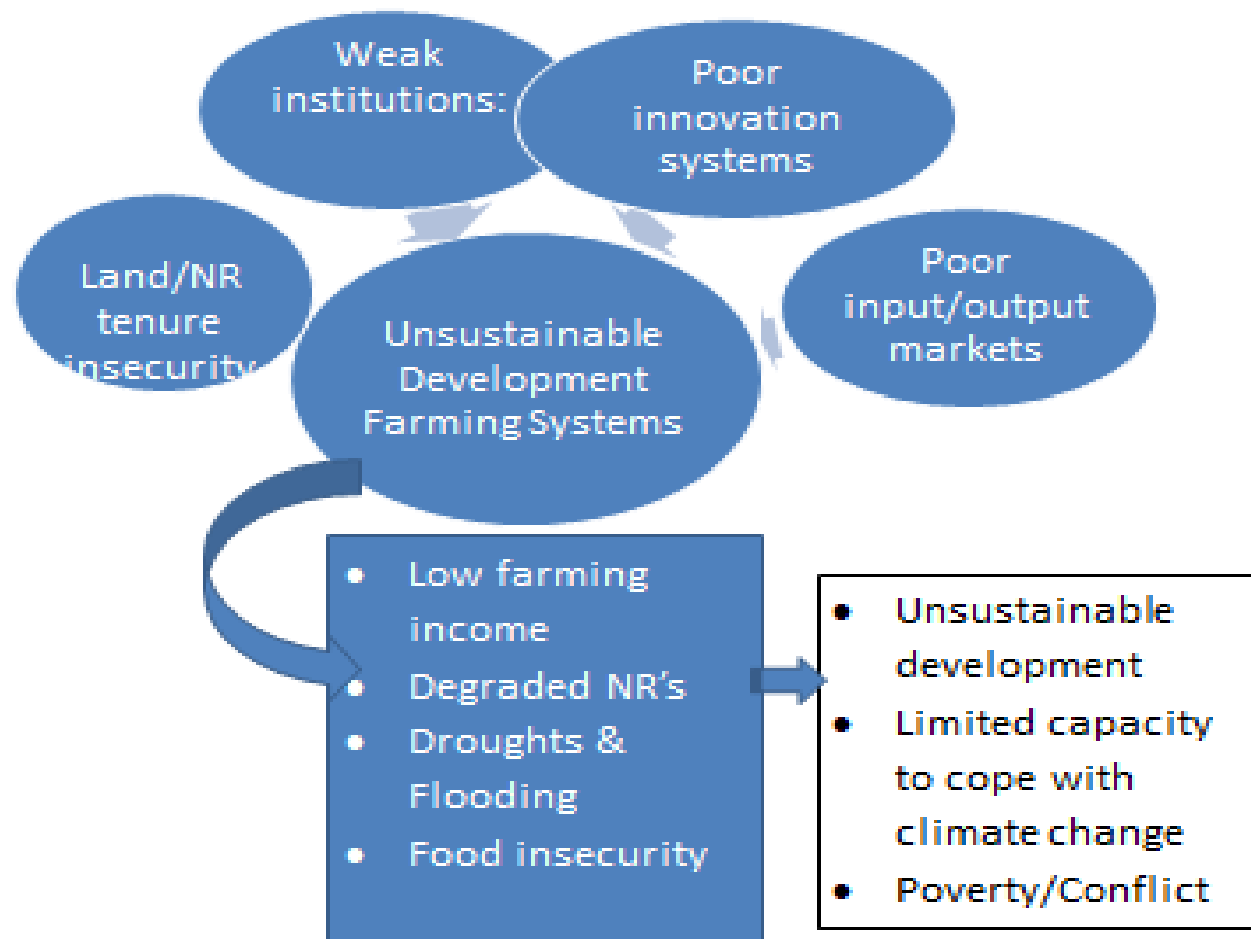 Weak
institutions:
Poor
innovation
systems
Land/NR
tenure
insecurity
Poor
input/output
markets
Unsustainable
Development
Farming Systems
• Low farming
income
• Degraded NR's
• Droughts &
Flooding
• Food insecurity
• Unsustainable
development
• Limited capacity
to cope with
climate change
• Poverty/Conflict